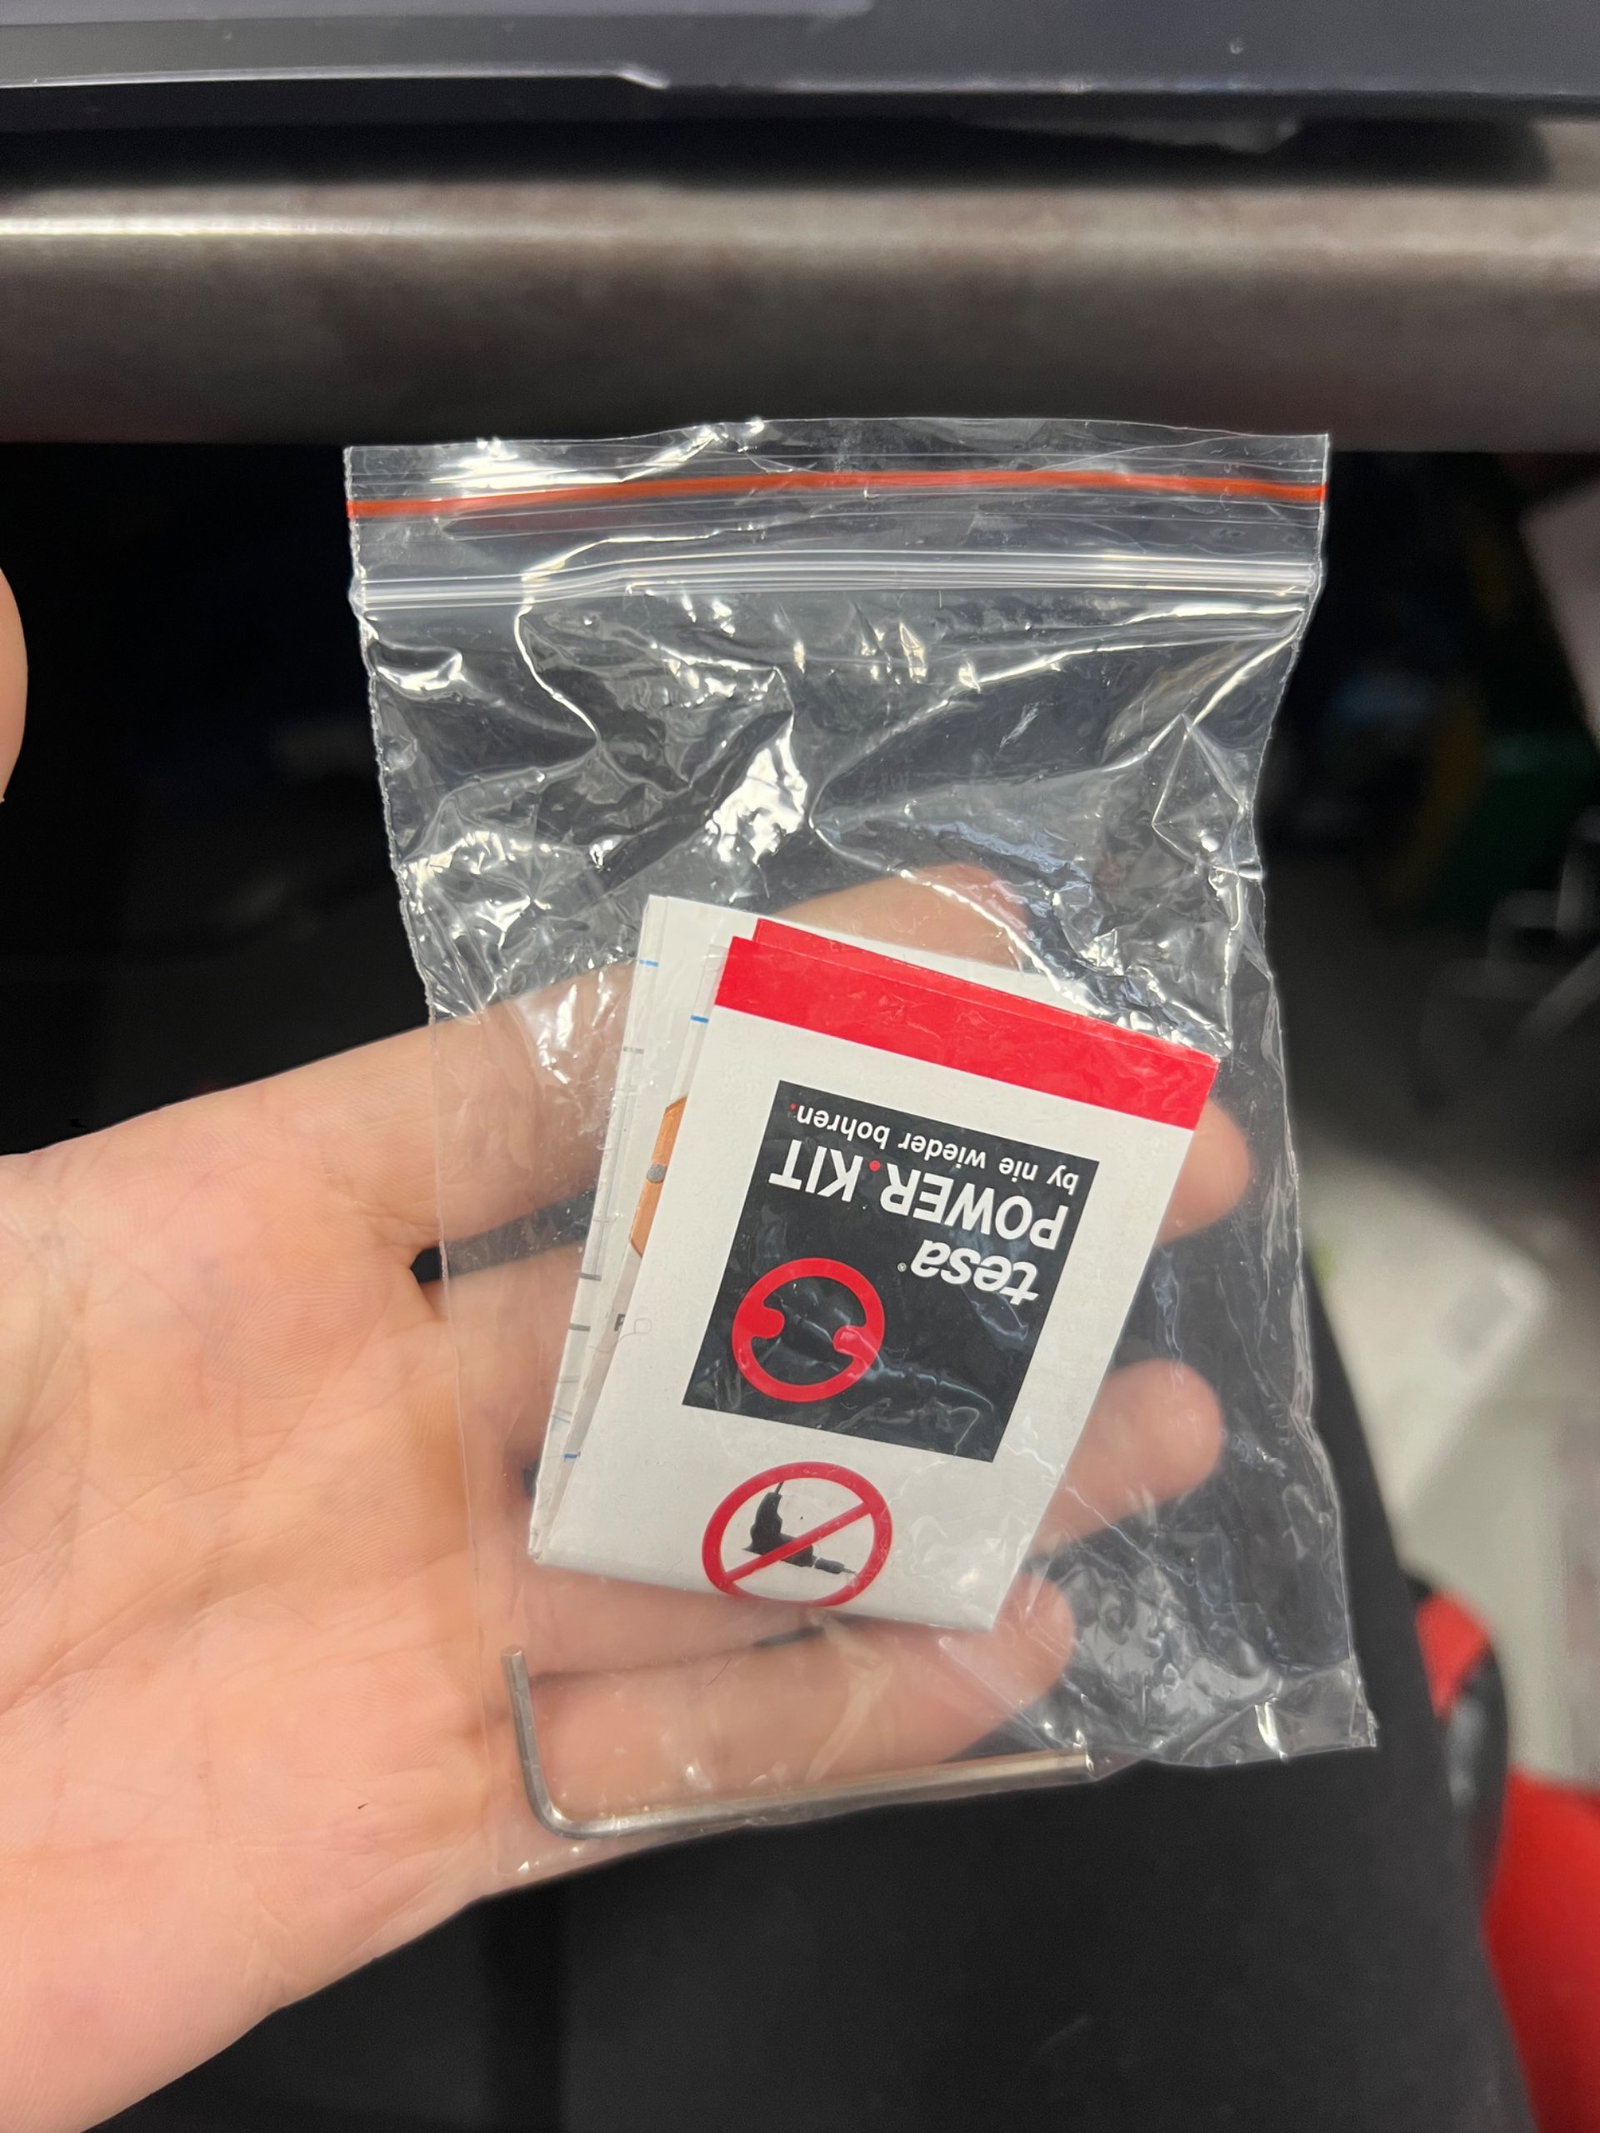 tesa®
POWER.KIT
by nie wieder bohren.